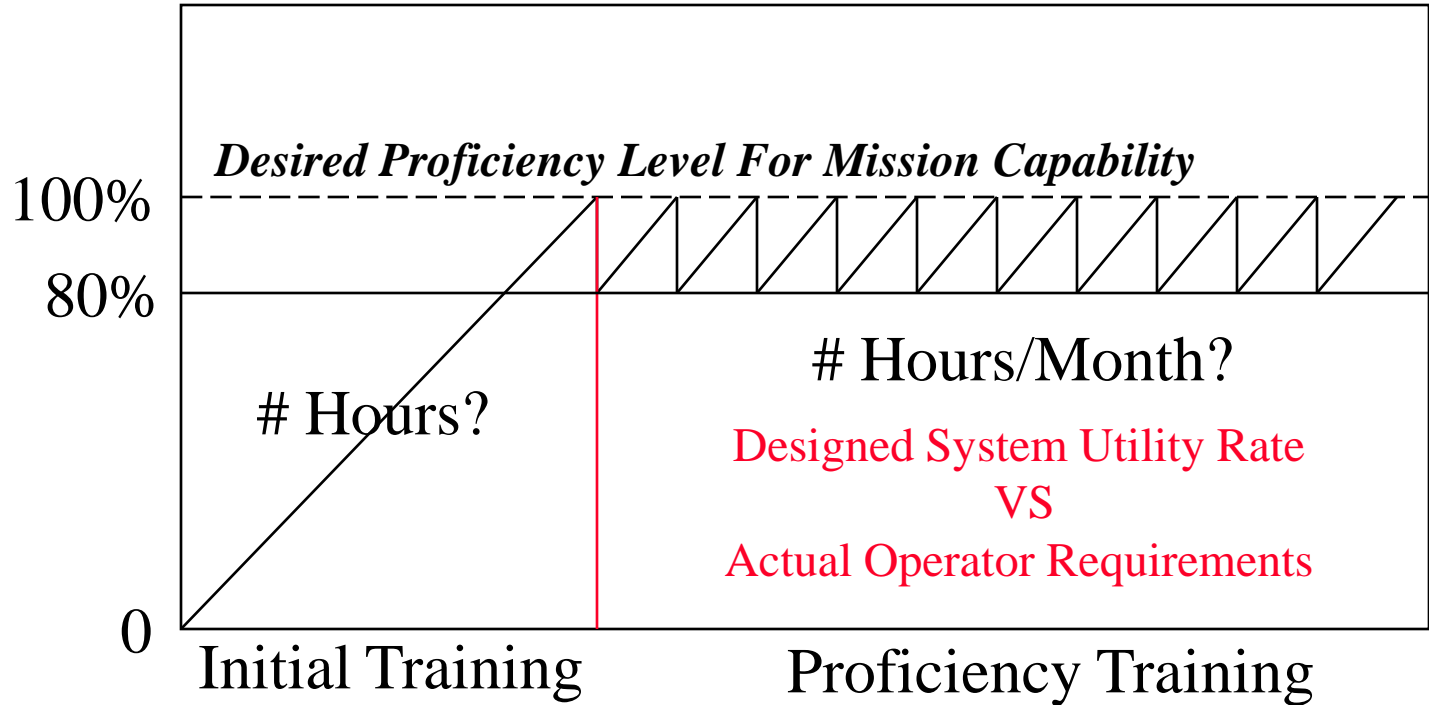 Desired Proficiency Level For Mission Capability
100%
80%
# Hours/Month?
# Hours?
Designed System Utility Rate
VS
Actual Operator Requirements
0
Initial Training
Proficiency Training